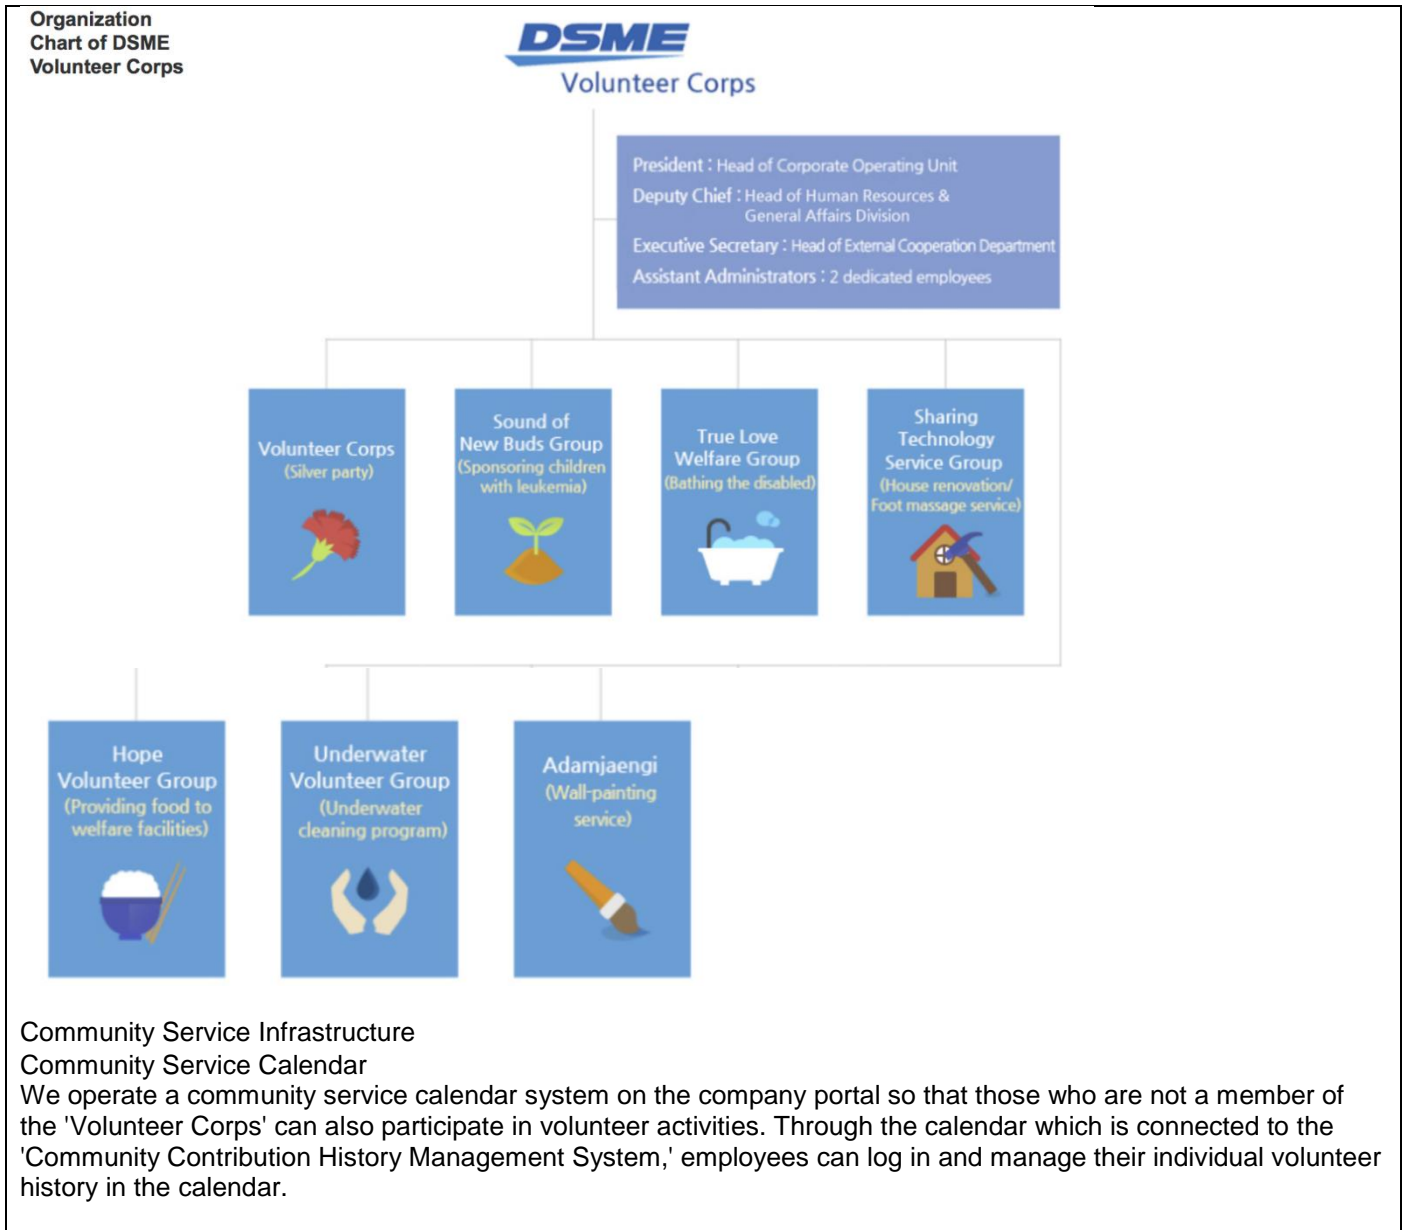 Organization
Chart of DSME
Volunteer Corps
DSME
Volunteer Corps
President : Head of Corporate Operating Unit
Deputy Chief : Head of Human Resources &
General Affairs Division
Executive Secretary : Head of External Cooperation Department
Assistant Administrators : 2 dedicated employees
Volunteer Corps
(Silver party)
Sound of
New Buds Group
(Sponsoring children
with leukemia)
True Love
Welfare Group
(Bathing the disabled)
Sharing
Technology
Service Group
(House renovation/
Foot massage service)
Hope
Volunteer Group
(Providing food to
welfare facilities)
Underwater
Volunteer Group
(Underwater
cleaning program)
Adamjaengi
(Wall-painting
service)
Community Service Infrastructure
Community Service Calendar
We operate a community service calendar system on the company portal so that those who are not a member of
the 'Volunteer Corps' can also participate in volunteer activities. Through the calendar which is connected to the
'Community Contribution History Management System,' employees can log in and manage their individual volunteer
history in the calendar.